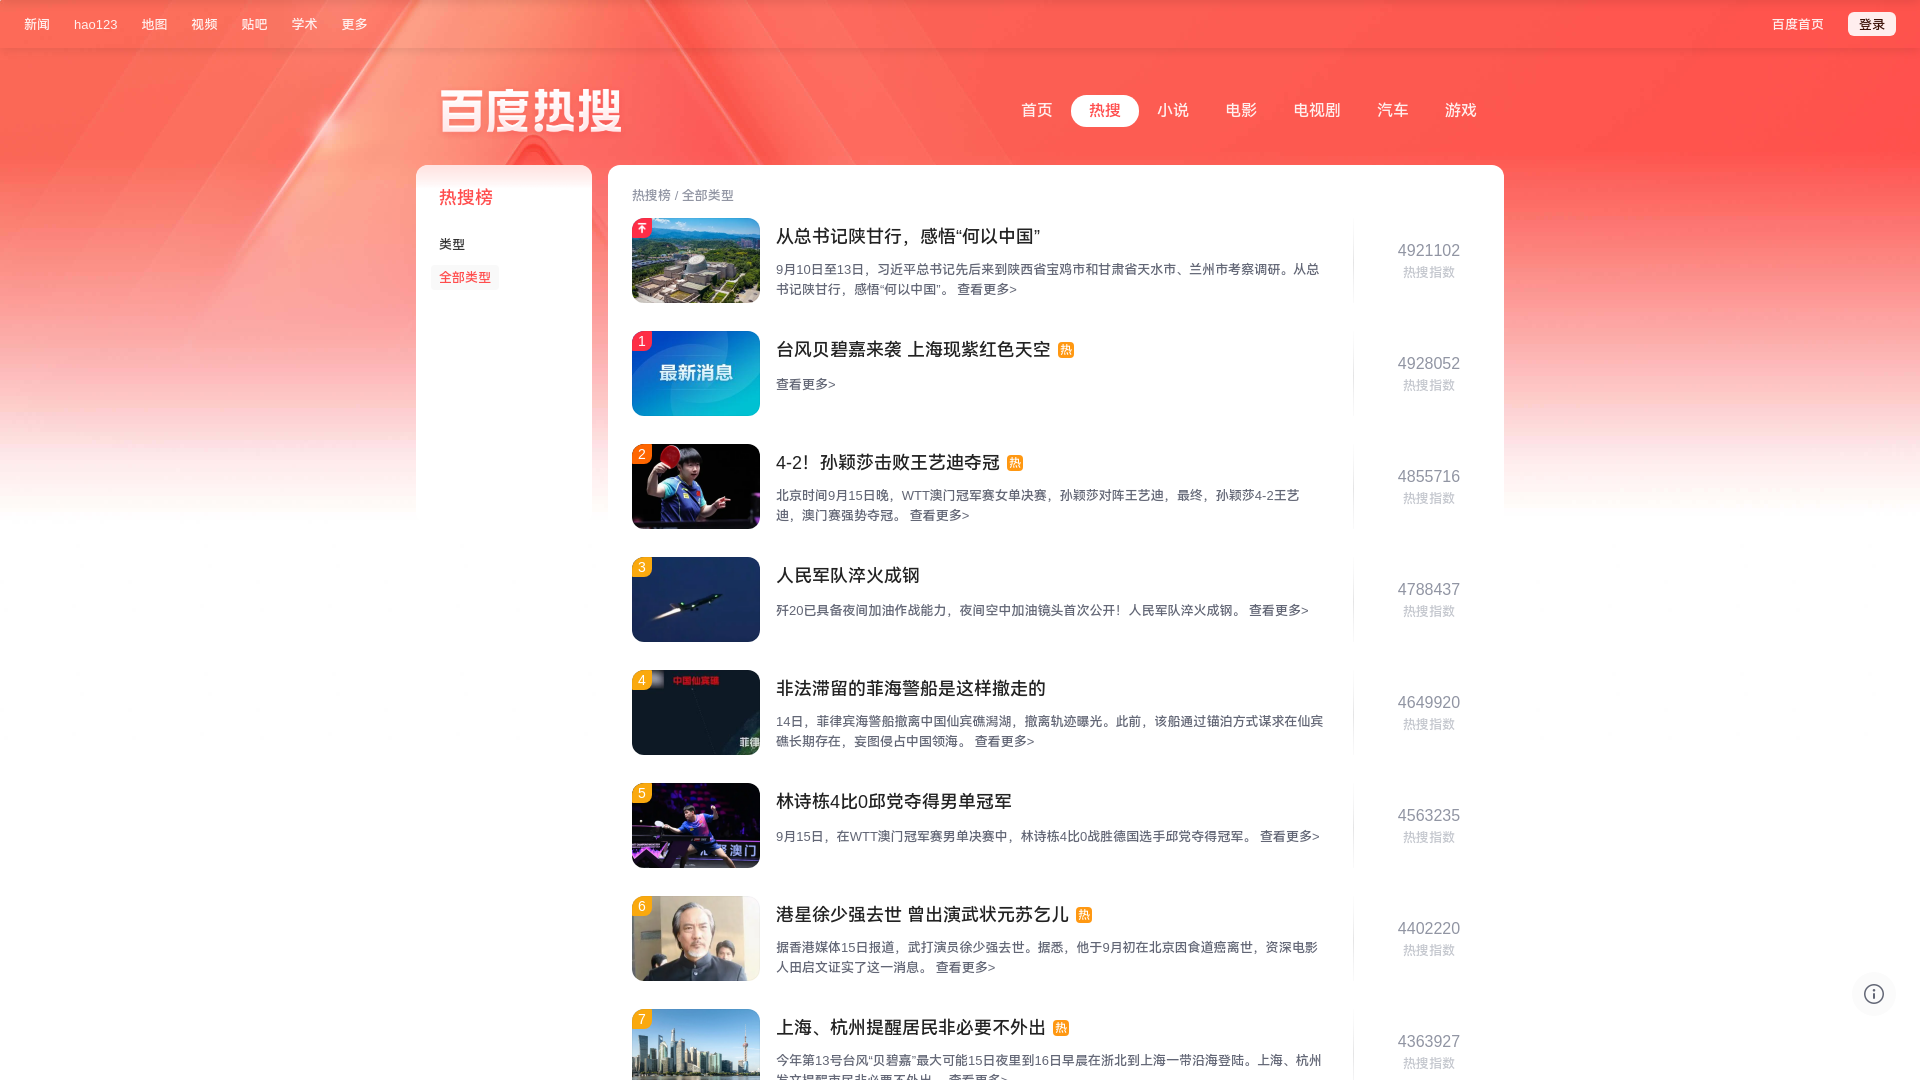 新闻 hao123 地图 视频 贴吧 学术 更多 百度首页 登录
百度热搜
首页 热搜 小说 电影 电视剧 汽车 游戏
热搜榜
类型
全部类型
热搜榜 / 全部类型
从总书记陕甘行，感悟“何以中国”
9月10日至13日，习近平总书记先后来到陕西省宝鸡市和甘肃省天水市、兰州市考察调研。从总
书记陕甘行，感悟“何以中国”。 查看更多>
4921102
热搜指数
1
最新消息
台风贝碧嘉来袭 上海现紫红色天空 热
查看更多>
4928052
热搜指数
2
4-2！孙颖莎击败王艺迪夺冠 热
北京时间9月15日晚，WTT澳门冠军赛女单决赛，孙颖莎对阵王艺迪，最终，孙颖莎4-2王艺
迪，澳门赛强势夺冠。 查看更多>
4855716
热搜指数
3
人民军队淬火成钢
歼20已具备夜间加油作战能力，夜间空中加油镜头首次公开！人民军队淬火成钢。 查看更多>
4788437
热搜指数
4
中国仙宾礁
菲律
非法滞留的菲海警船是这样撤走的
14日，菲律宾海警船撤离中国仙宾礁潟湖，撤离轨迹曝光。此前，该船通过锚泊方式谋求在仙宾
礁长期存在，妄图侵占中国领海。 查看更多>
4649920
热搜指数
5
澳门
林诗栋4比0邱党夺得男单冠军
9月15日，在WTT澳门冠军赛男单决赛中，林诗栋4比0战胜德国选手邱党夺得冠军。 查看更多>
4563235
热搜指数
6
港星徐少强去世 曾出演武状元苏乞儿 热
据香港媒体15日报道，武打演员徐少强去世。据悉，他于9月初在北京因食道癌离世，资深电影
人田启文证实了这一消息。 查看更多>
4402220
热搜指数
7
上海、杭州提醒居民非必要不外出 热
今年第13号台风“贝碧嘉”最大可能15日夜里到16日早晨在浙北到上海一带沿海登陆。上海、杭州
发文提醒市民非必要不外出。 查看更多>
4363927
热搜指数